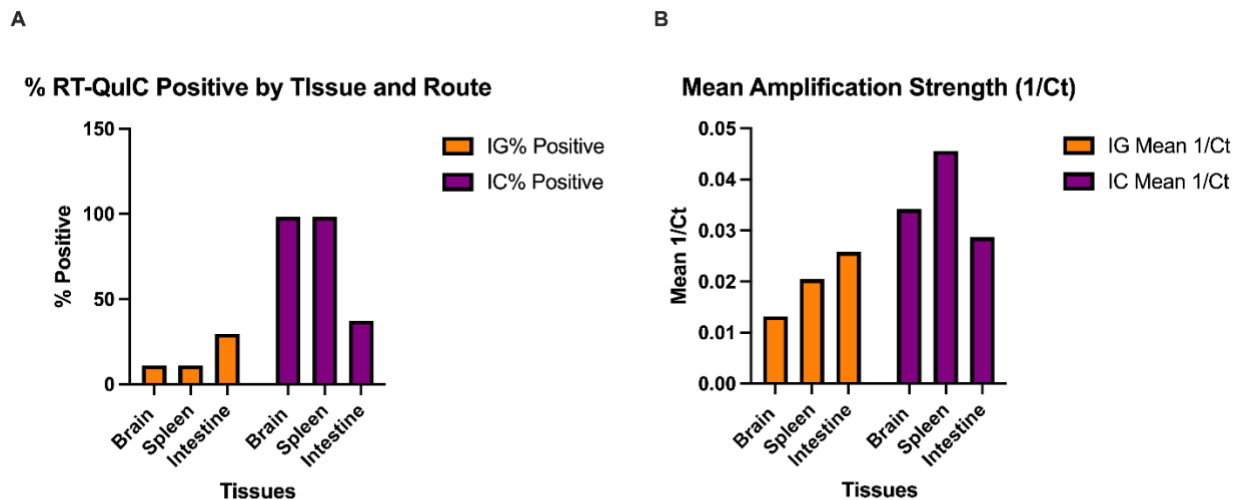 A
% RT-QuIC Positive by TIssue and Route
150
100
50
0
% Positive
Brain
Spleen
Intestine
Brain
Spleen
Intestine
Tissues
IG% Positive
IC% Positive
B
Mean Amplification Strength (1/Ct)
0.05
0.04
0.03
0.02
0.01
0.00
Mean 1/Ct
Brain
Spleen
Intestine
Brain
Spleen
Intestine
Tissues
IG Mean 1/Ct
IC Mean 1/Ct